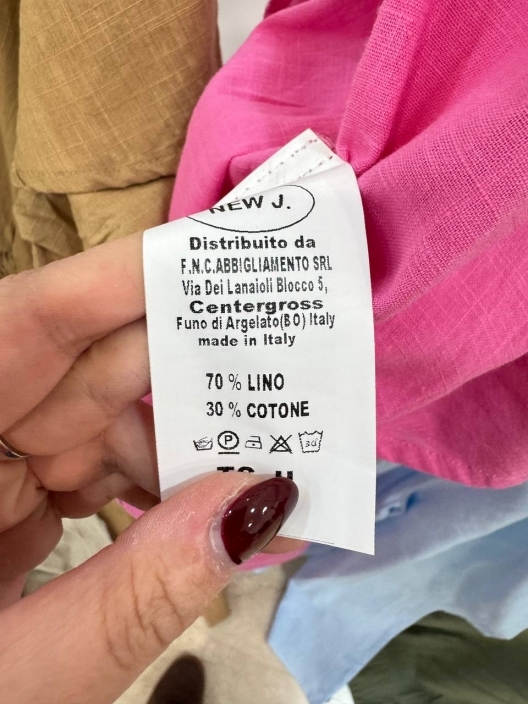 NEW J.
Distribuito da
F.N.C.ABBIGLIAMENTO SRL
Via Dei Lanaioli Blocco 5,
Centergross
Funo di Argelato(BO) Italy
made in Italy
70 % LINO
30 % COTONE
P
30